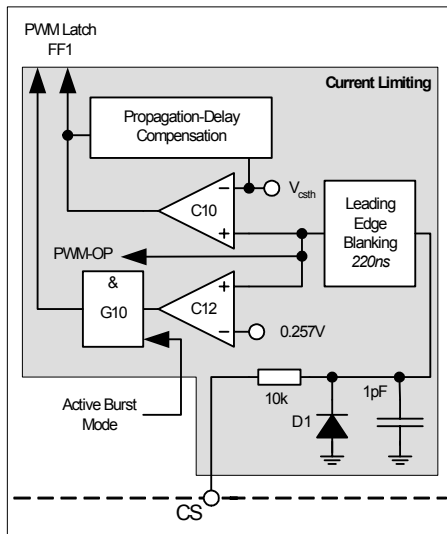 PWM Latch
FF1
Current Limiting
Propagation-Delay
Compensation
−
Vcsth
C10
+
Leading
Edge
Blanking
220ns
PWM-OP
&
G10
+
C12
−
0.257V
Active Burst
Mode
10k
D1
1pF
CS